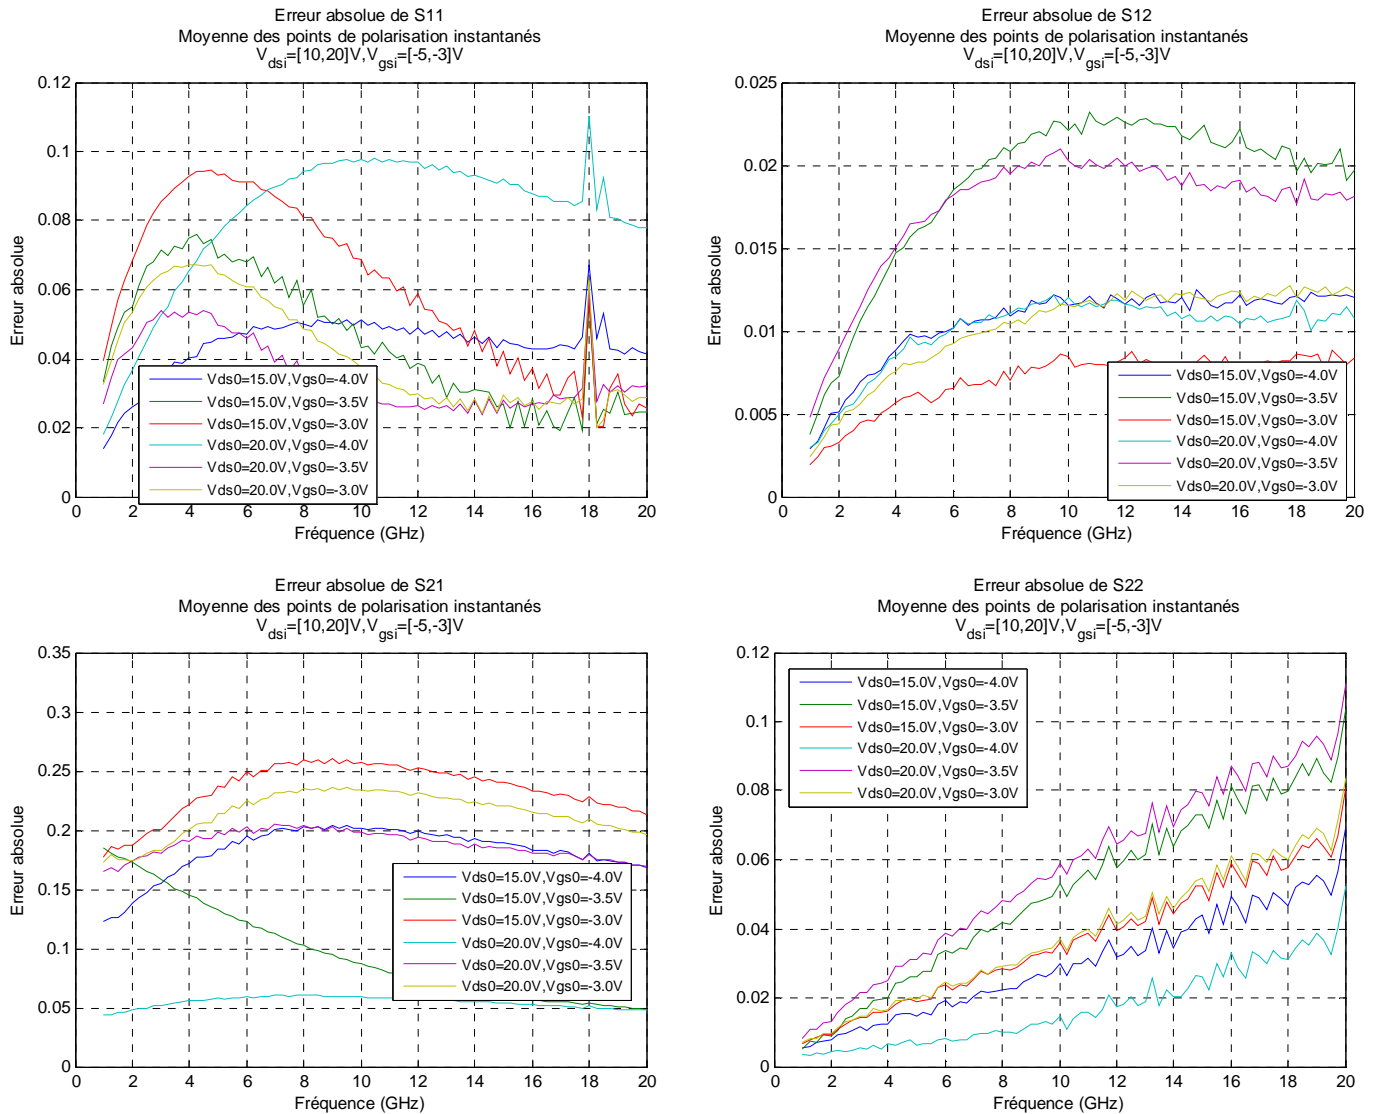 Erreur absolue de S11
Moyenne des points de polarisation instantanés
V_dsi=[10,20]V,V_gsi=[-5,-3]V
0.12
0.1
0.08
0.06
0.04
0.02
0
Erreur absolue
Vds0=15.0V,Vgs0=-4.0V
Vds0=15.0V,Vgs0=-3.5V
Vds0=15.0V,Vgs0=-3.0V
Vds0=20.0V,Vgs0=-4.0V
Vds0=20.0V,Vgs0=-3.5V
Vds0=20.0V,Vgs0=-3.0V
0 2 4 6 8 10 12 14 16 18 20
Fréquence (GHz)
Erreur absolue de S12
Moyenne des points de polarisation instantanés
V_dsi=[10,20]V,V_gsi=[-5,-3]V
0.025
0.02
0.015
0.01
0.005
0
Erreur absolue
Vds0=15.0V,Vgs0=-4.0V
Vds0=15.0V,Vgs0=-3.5V
Vds0=15.0V,Vgs0=-3.0V
Vds0=20.0V,Vgs0=-4.0V
Vds0=20.0V,Vgs0=-3.5V
Vds0=20.0V,Vgs0=-3.0V
0 2 4 6 8 10 12 14 16 18 20
Fréquence (GHz)
Erreur absolue de S21
Moyenne des points de polarisation instantanés
V_dsi=[10,20]V,V_gsi=[-5,-3]V
0.35
0.3
0.25
0.2
0.15
0.1
0.05
0
Erreur absolue
Vds0=15.0V,Vgs0=-4.0V
Vds0=15.0V,Vgs0=-3.5V
Vds0=15.0V,Vgs0=-3.0V
Vds0=20.0V,Vgs0=-4.0V
Vds0=20.0V,Vgs0=-3.5V
Vds0=20.0V,Vgs0=-3.0V
0 2 4 6 8 10 12 14 16 18 20
Fréquence (GHz)
Erreur absolue de S22
Moyenne des points de polarisation instantanés
V_dsi=[10,20]V,V_gsi=[-5,-3]V
0.12
0.1
0.08
0.06
0.04
0.02
0
Erreur absolue
Vds0=15.0V,Vgs0=-4.0V
Vds0=15.0V,Vgs0=-3.5V
Vds0=15.0V,Vgs0=-3.0V
Vds0=20.0V,Vgs0=-4.0V
Vds0=20.0V,Vgs0=-3.5V
Vds0=20.0V,Vgs0=-3.0V
0 2 4 6 8 10 12 14 16 18 20
Fréquence (GHz)